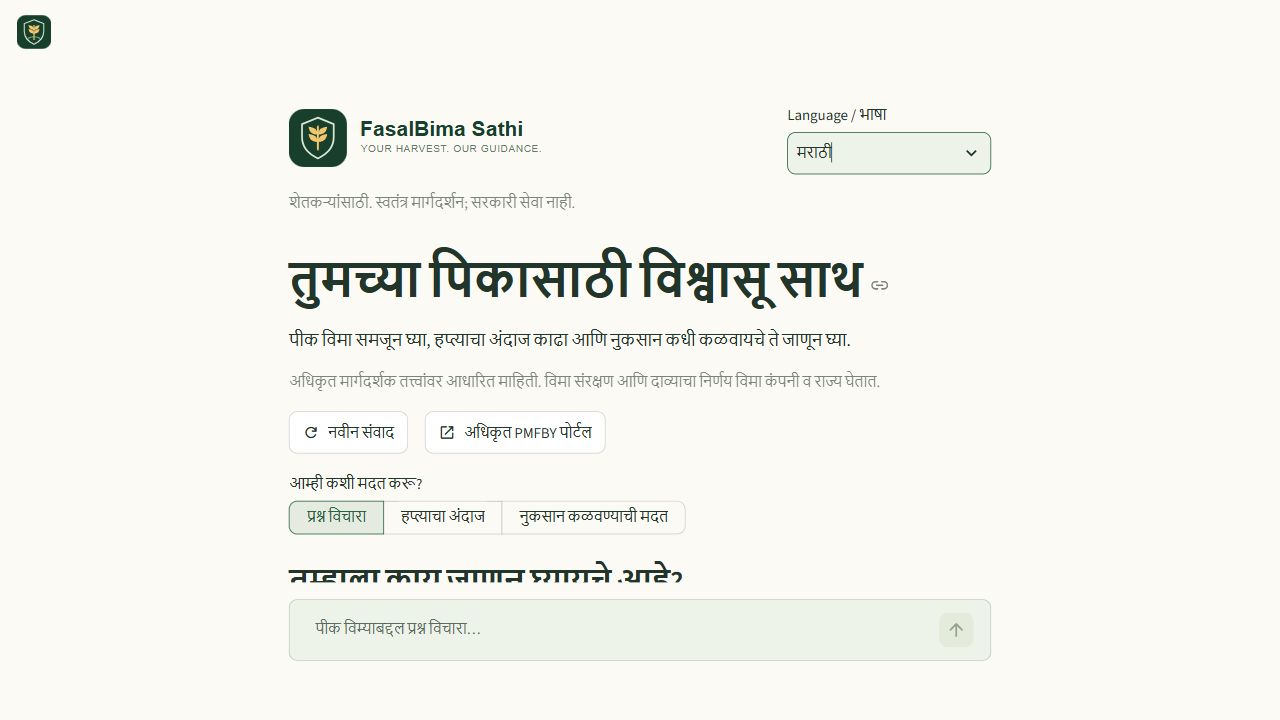 FasalBima Sathi
YOUR HARVEST. OUR GUIDANCE.
Language / भाषा
मराठी
शेतकऱ्यांसाठी. स्वतंत्र मार्गदर्शन; सरकारी सेवा नाही.
तुमच्या पिकासाठी विश्वासू साथ
पीक विमा समजून घ्या, हप्त्याचा अंदाज काढा आणि नुकसान कधी कळवायचे ते जाणून घ्या.
अधिकृत मार्गदर्शक तत्त्वांवर आधारित माहिती. विमा संरक्षण आणि दाव्याचा निर्णय विमा कंपनी व राज्य घेतात.
नवीन संवाद
अधिकृत PMFBY पोर्टल
आम्ही कशी मदत करू?
प्रश्न विचारा
हप्त्याचा अंदाज
नुकसान कळवण्याची मदत
तुम्हाला काय जाणून घ्यायचे आहे?
पीक विम्याबद्दल प्रश्न विचारा...